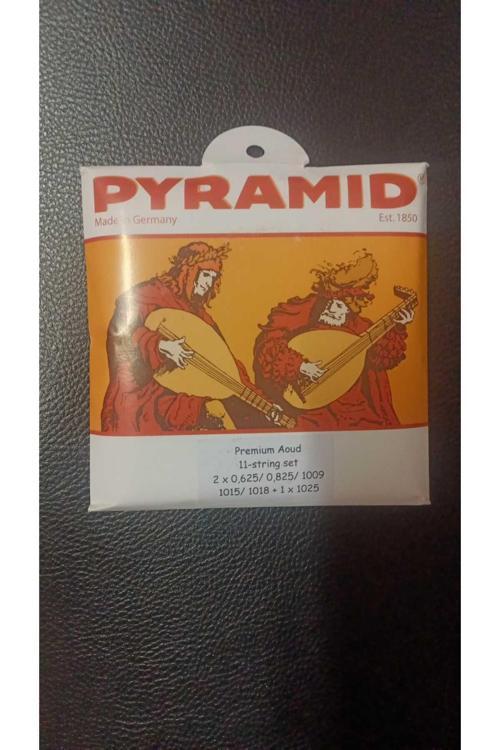 PYRAMID®
Made in Germany Est. 1850
Premium Aoud
11-string set
2 x 0,625/ 0,825/ 1009
1015/ 1018 + 1 x 1025